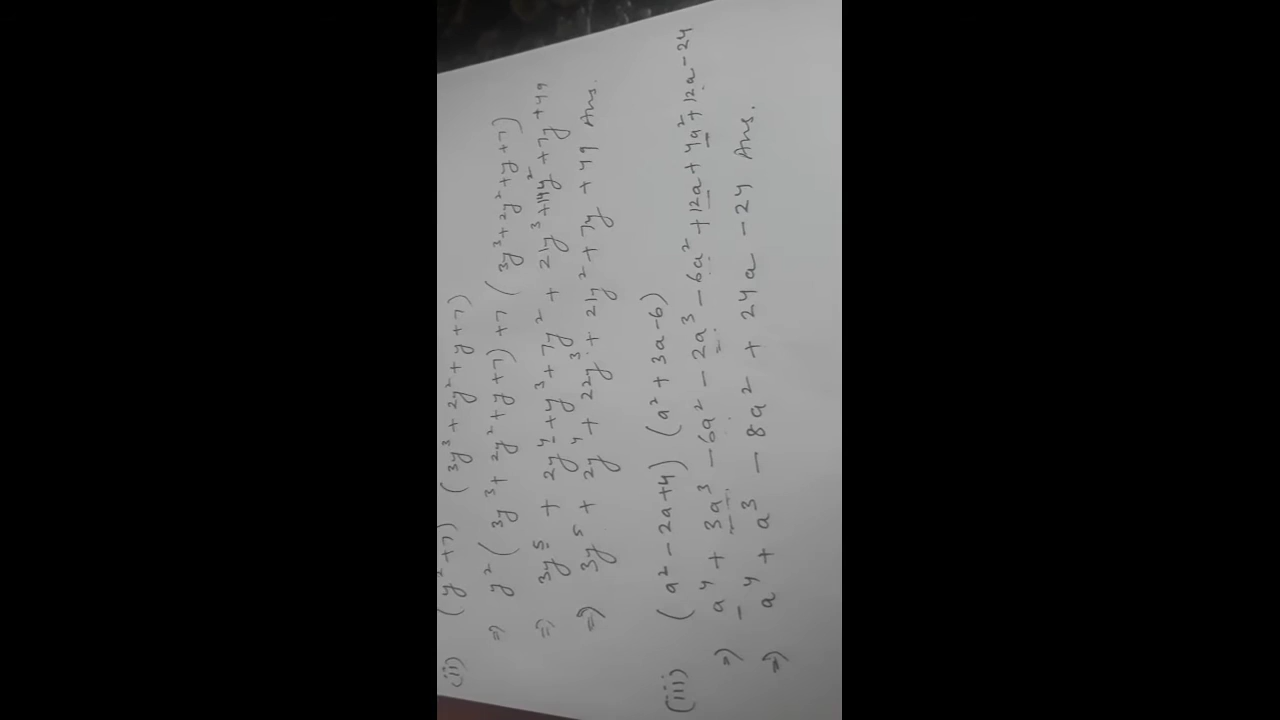 (ii) (y²+7) (3y³+2y²+y+7)
=) y²(3y³+2y²+y+7)+7(3y³+2y²+y+7)
=) 3y⁵+2y⁴+y³+7y²+21y³+14y²+7y+49
=) 3y⁵+2y⁴+22y³+21y²+7y+49 Ans.
(iii) (a²-2a+4) (a²+3a-6)
=) a⁴+3a³-6a²-2a³-6a²+12a+4a²+12a-24
=) a⁴+a³-8a²+24a-24 Ans.